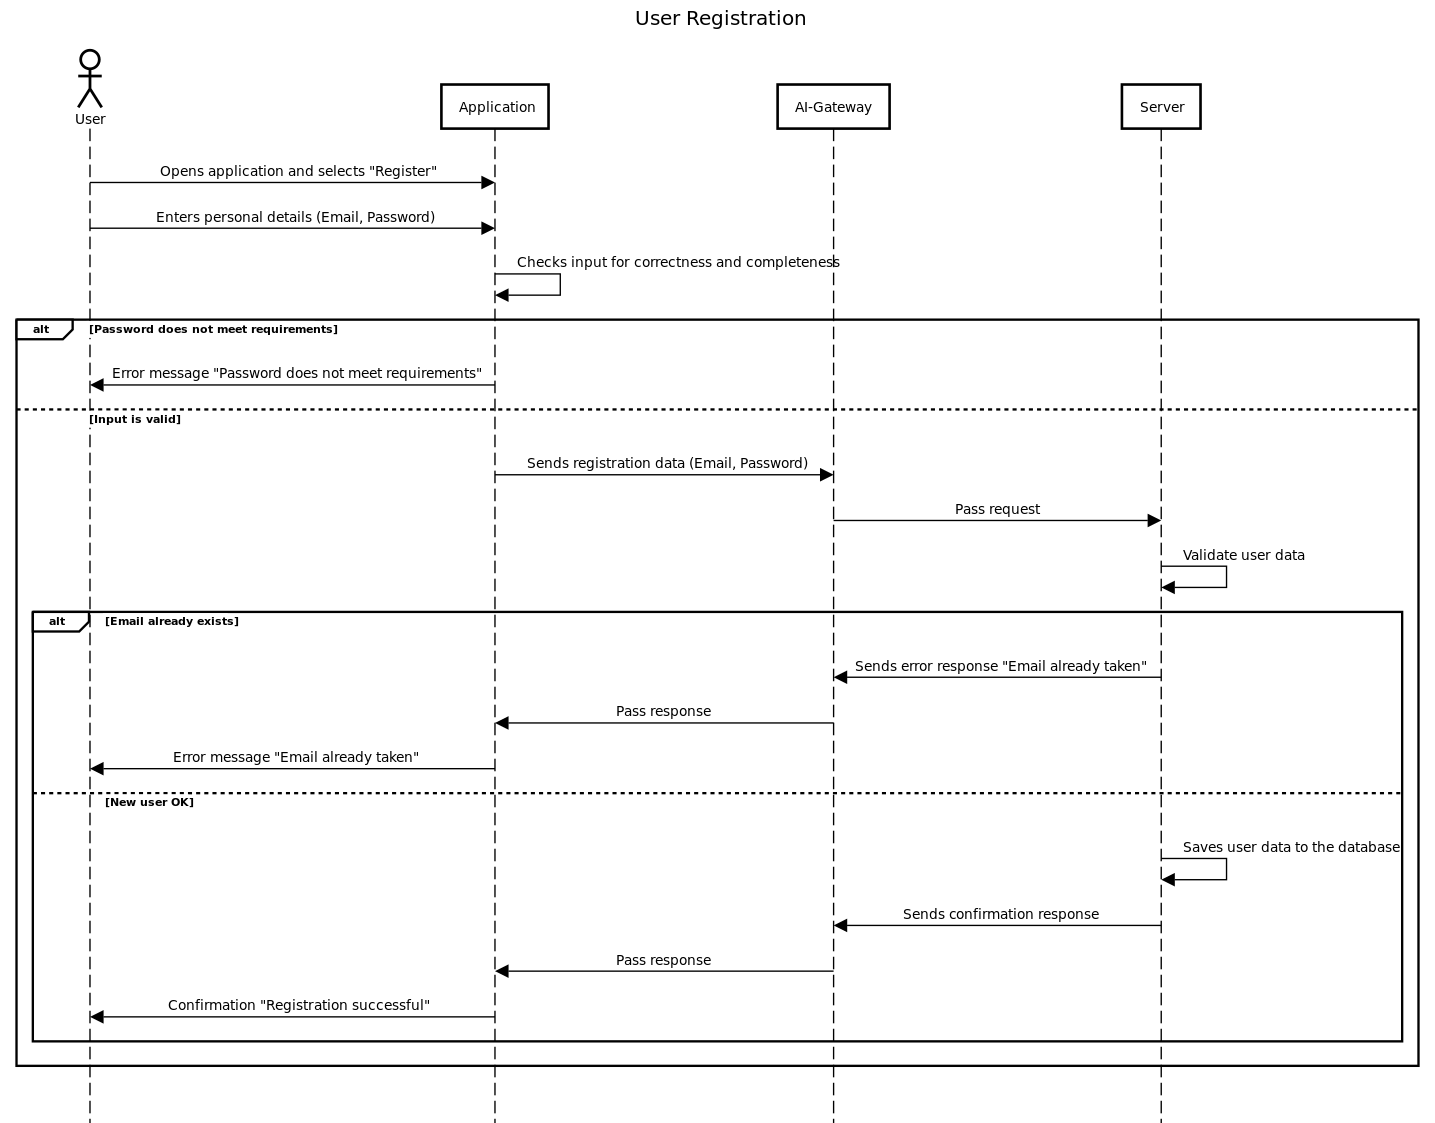 User Registration
User
Application
AI-Gateway
Server
Opens application and selects "Register"
Enters personal details (Email, Password)
Checks input for correctness and completeness
alt
[Password does not meet requirements]
Error message "Password does not meet requirements"
[Input is valid]
Sends registration data (Email, Password)
Pass request
Validate user data
alt
[Email already exists]
Sends error response "Email already taken"
Pass response
Error message "Email already taken"
[New user OK]
Saves user data to the database
Sends confirmation response
Pass response
Confirmation "Registration successful"